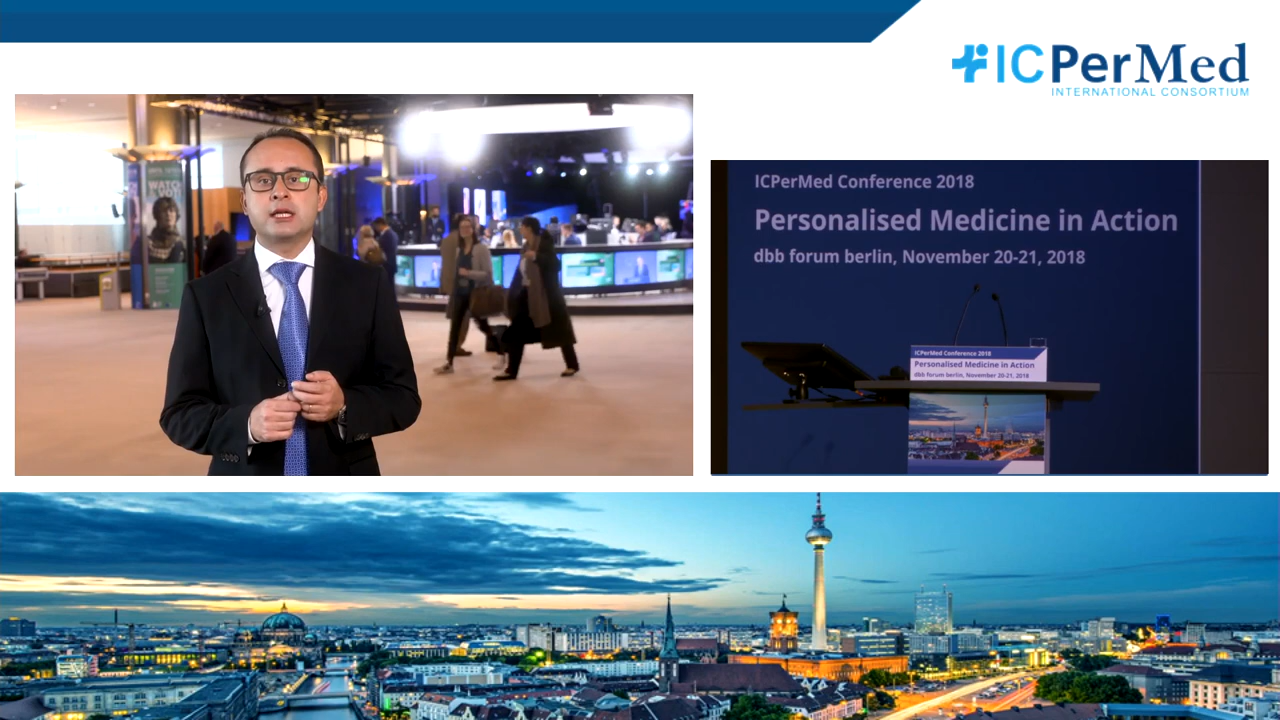 ICPerMed
INTERNATIONAL CONSORTIUM
WATCH
ICPerMed Conference 2018
Personalised Medicine in Action
dbb forum berlin, November 20-21, 2018
ICPerMed Conference 2018
Personalised Medicine in Action
dbb forum berlin, November 20-21, 2018